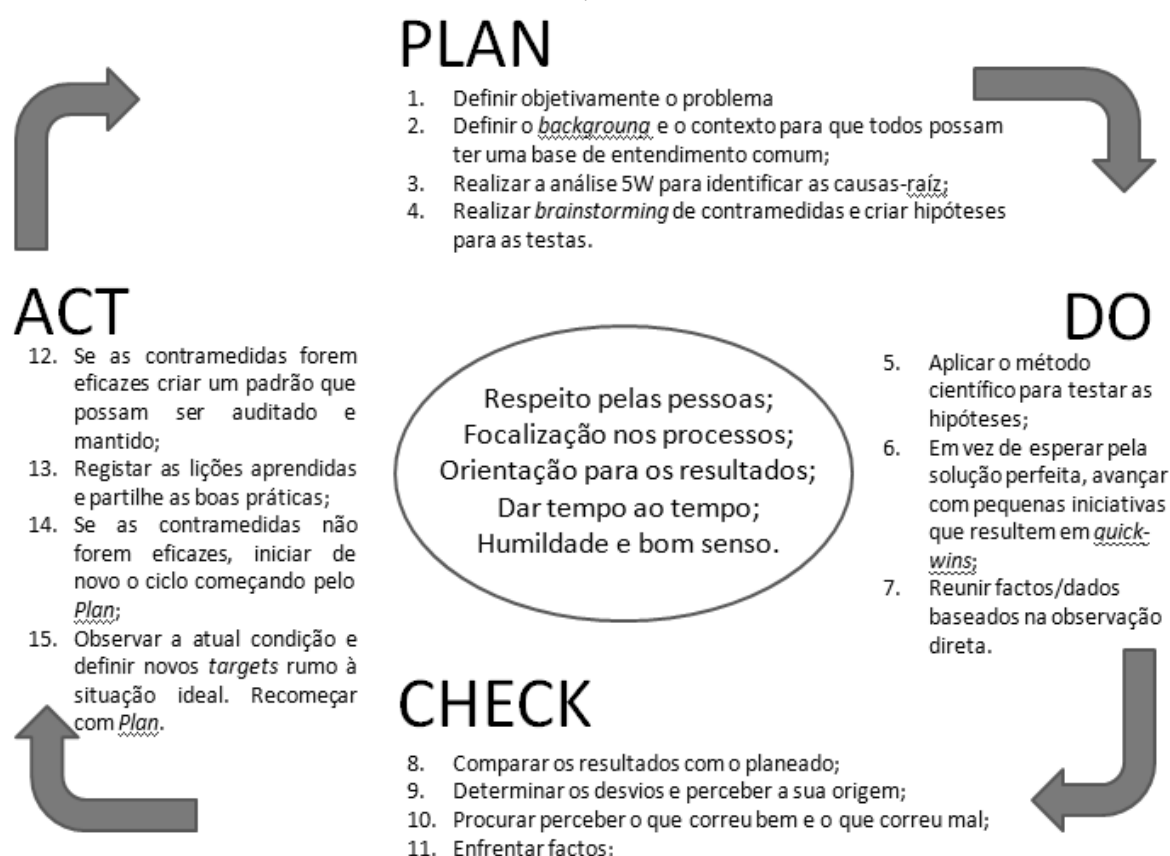 PLAN
1. Definir objetivamente o problema
2. Definir o backgroung e o contexto para que todos possam
ter uma base de entendimento comum;
3. Realizar a análise 5W para identificar as causas-raíz;
4. Realizar brainstorming de contramedidas e criar hipóteses
para as testas.
DO
5. Aplicar o método
científico para testar as
hipóteses;
6. Em vez de esperar pela
solução perfeita, avançar
com pequenas iniciativas
que resultem em quick-
wins;
7. Reunir factos/dados
baseados na observação
direta.
CHECK
8. Comparar os resultados com o planeado;
9. Determinar os desvios e perceber a sua origem;
10. Procurar perceber o que correu bem e o que correu mal;
11. Enfrentar factos;
ACT
12. Se as contramedidas forem
eficazes criar um padrão que
possam ser auditado e
mantido;
13. Registar as lições aprendidas
e partilhe as boas práticas;
14. Se as contramedidas não
forem eficazes, iniciar de
novo o ciclo começando pelo
Plan;
15. Observar a atual condição e
definir novos targets rumo à
situação ideal. Recomeçar
com Plan.
Respeito pelas pessoas;
Focalização nos processos;
Orientação para os resultados;
Dar tempo ao tempo;
Humildade e bom senso.